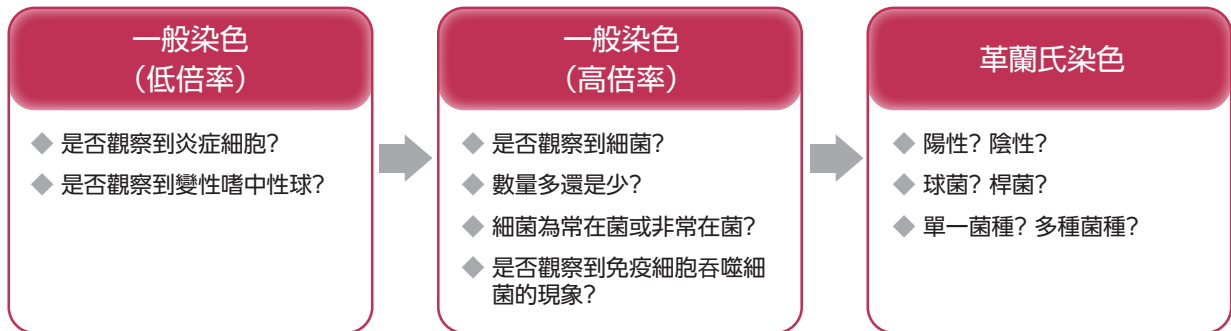 一般染色
（低倍率）
◆ 是否觀察到炎症細胞?
◆ 是否觀察到變性嗜中性球?
一般染色
（高倍率）
◆ 是否觀察到細菌?
◆ 數量多還是少?
◆ 細菌為常在菌或非常在菌?
◆ 是否觀察到免疫細胞吞噬細
菌的現象?
革蘭氏染色
◆ 陽性? 陰性?
◆ 球菌? 桿菌?
◆ 單一菌種? 多種菌種?